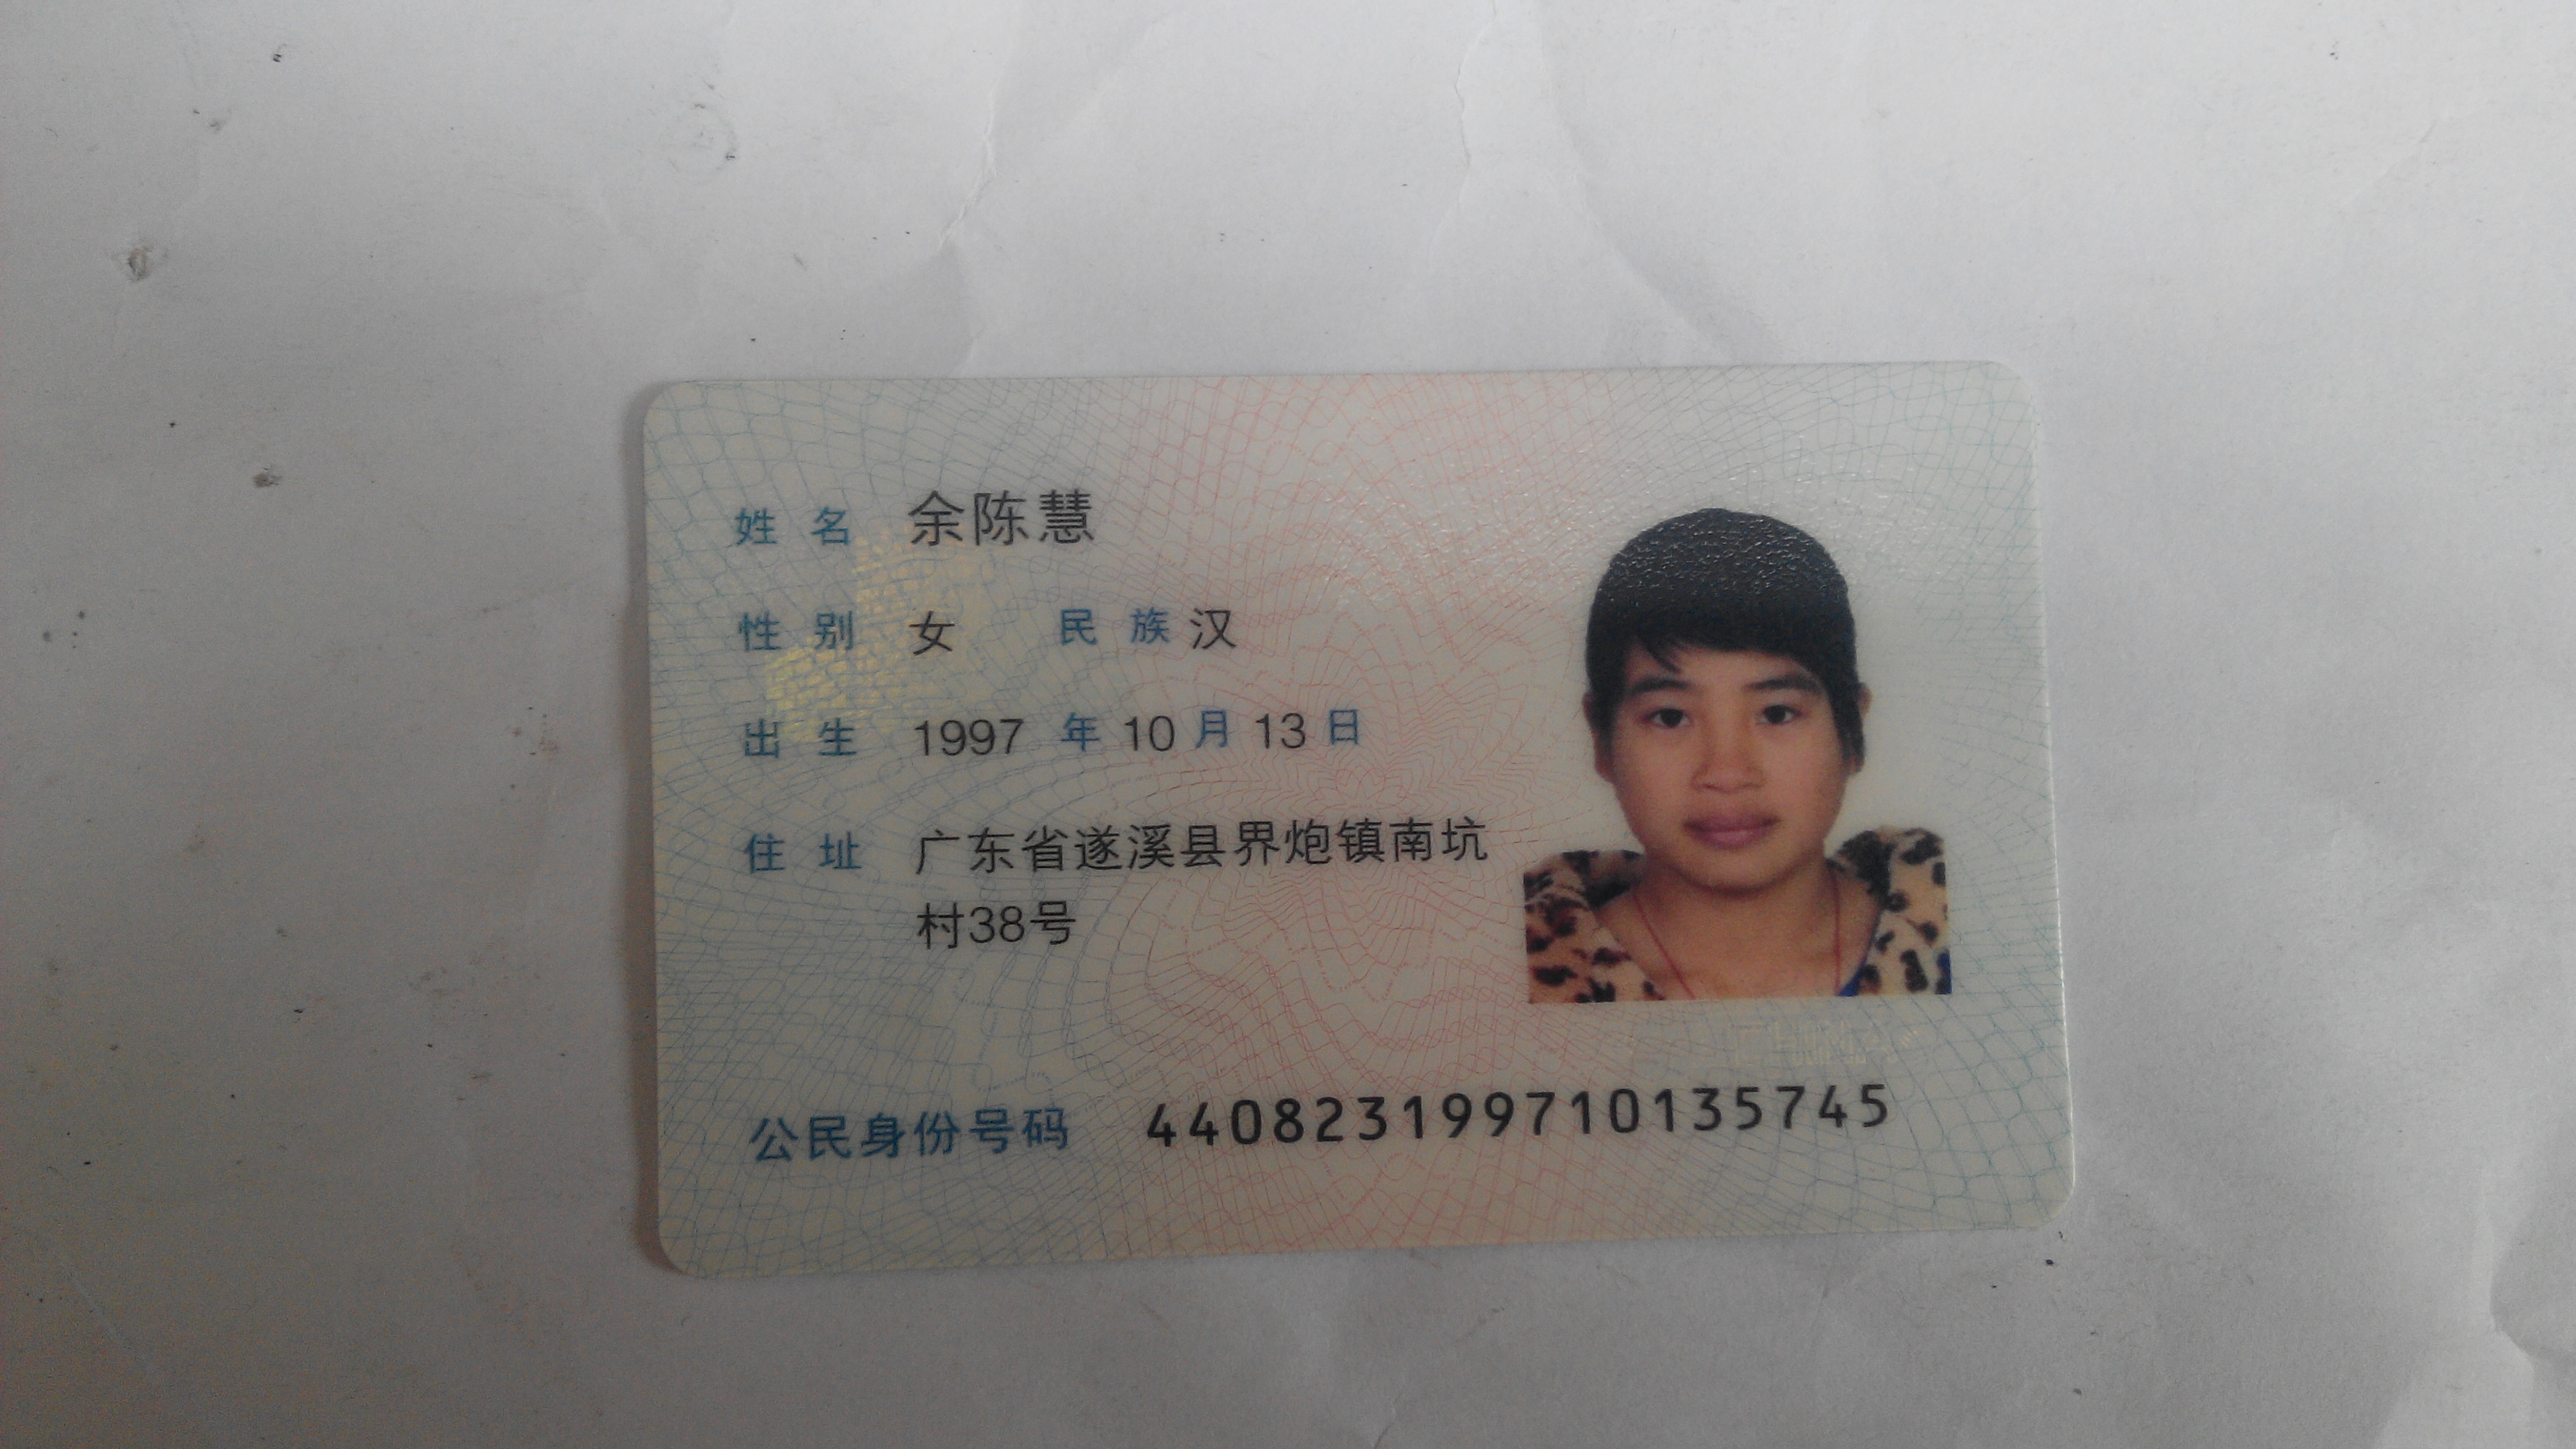 姓名 余陈慧
性别 女 民族 汉
出生 1997 年 10 月 13 日
住址 广东省遂溪县界炮镇南坑
村38号
公民身份号码 440823199710135745